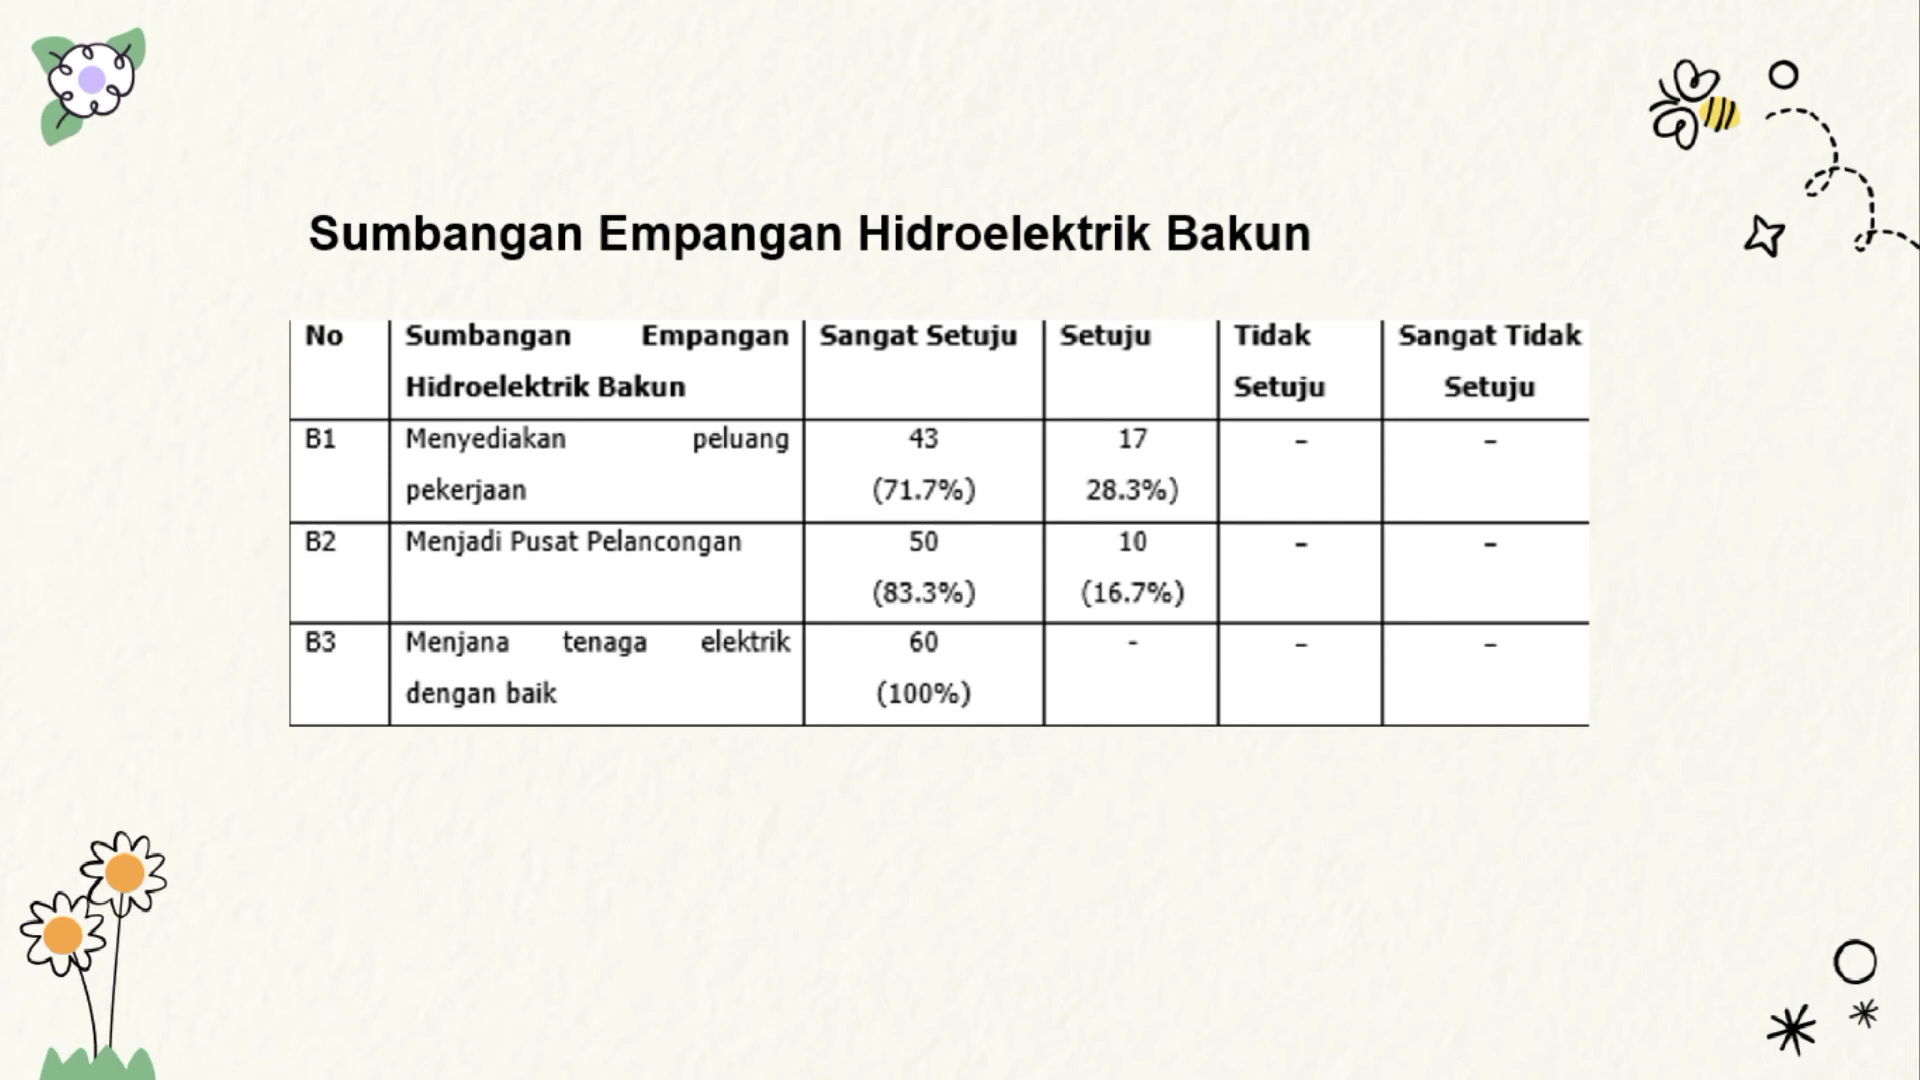 Sumbangan Empangan Hidroelektrik Bakun
No Sumbangan Empangan Sangat Setuju Setuju Tidak Sangat Tidak
Hidroelektrik Bakun Setuju Setuju
B1 Menyediakan peluang 43 17 – –
pekerjaan (71.7%) 28.3%)
B2 Menjadi Pusat Pelancongan 50 10 – –
(83.3%) (16.7%)
B3 Menjana tenaga elektrik 60 - – –
dengan baik (100%)